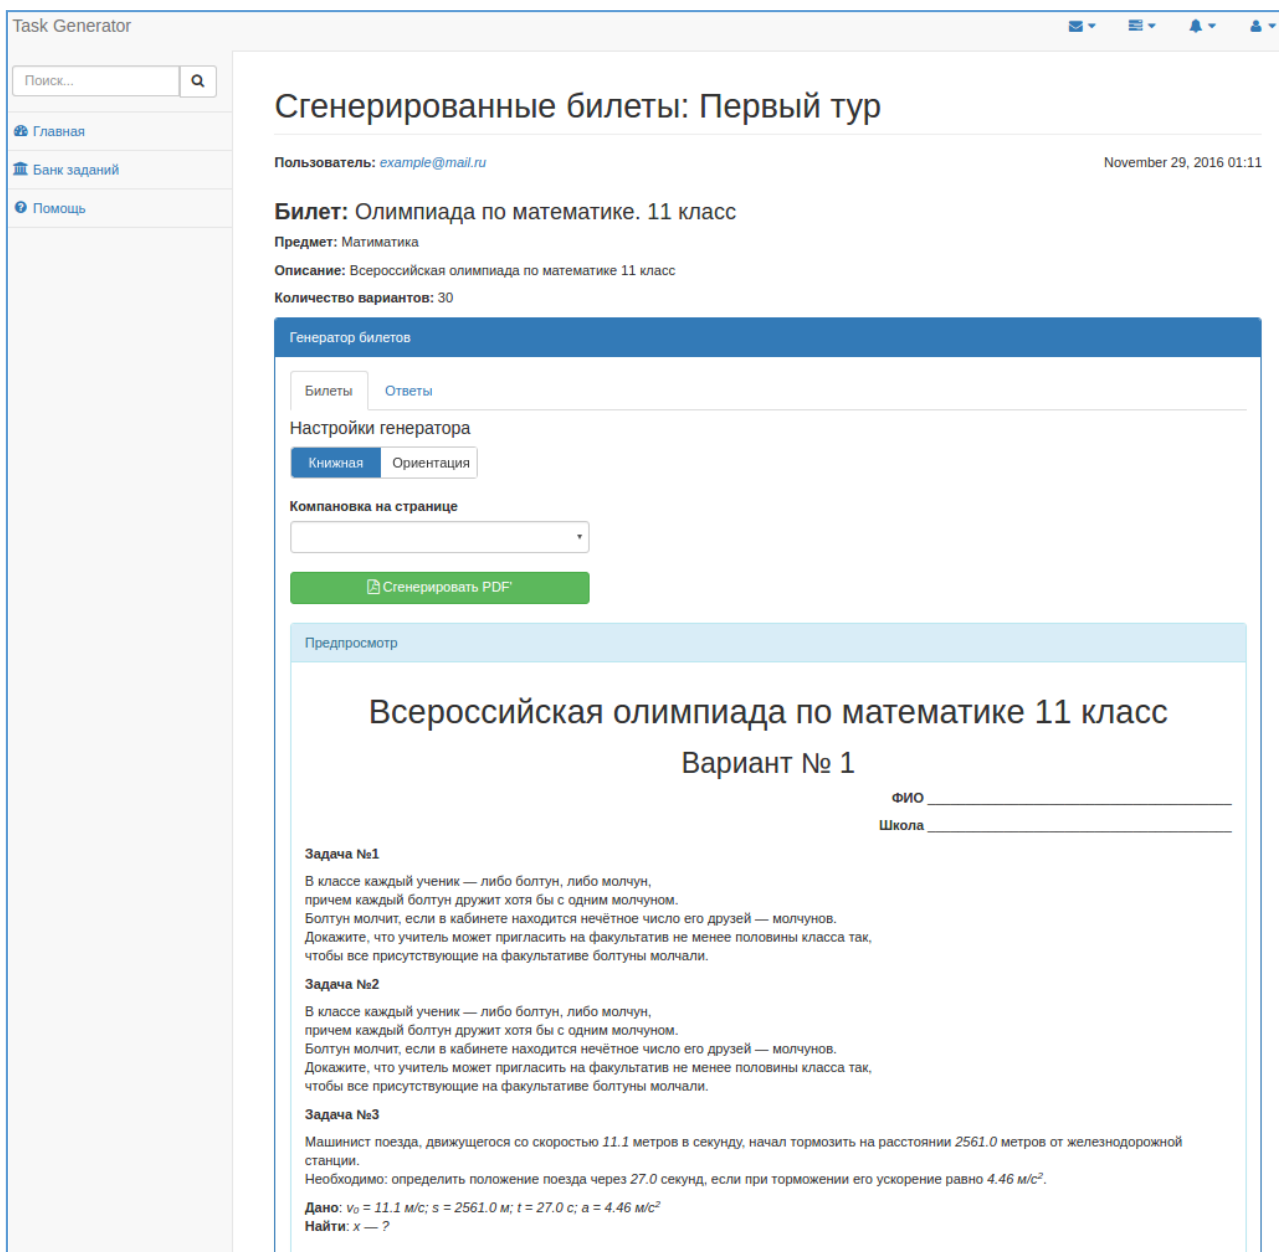 Task Generator
Поиск...
Главная
Банк заданий
Помощь
Сгенерированные билеты: Первый тур
Пользователь: example@mail.ru
November 29, 2016 01:11
Билет: Олимпиада по математике. 11 класс
Предмет: Матиматика
Описание: Всероссийская олимпиада по математике 11 класс
Количество вариантов: 30
Генератор билетов
Билеты Ответы
Настройки генератора
Книжная Ориентация
Компановка на странице
Сгенерировать PDF'
Предпросмотр
Всероссийская олимпиада по математике 11 класс
Вариант № 1
ФИО
Школа
Задача №1
В классе каждый ученик — либо болтун, либо молчун,
причем каждый болтун дружит хотя бы с одним молчуном.
Болтун молчит, если в кабинете находится нечётное число его друзей — молчунов.
Докажите, что учитель может пригласить на факультатив не менее половины класса так,
чтобы все присутствующие на факультативе болтуны молчали.
Задача №2
В классе каждый ученик — либо болтун, либо молчун,
причем каждый болтун дружит хотя бы с одним молчуном.
Болтун молчит, если в кабинете находится нечётное число его друзей — молчунов.
Докажите, что учитель может пригласить на факультатив не менее половины класса так,
чтобы все присутствующие на факультативе болтуны молчали.
Задача №3
Машинист поезда, движущегося со скоростью 11.1 метров в секунду, начал тормозить на расстоянии 2561.0 метров от железнодорожной
станции.
Необходимо: определить положение поезда через 27.0 секунд, если при торможении его ускорение равно 4.46 м/с².
Дано: v₀ = 11.1 м/с; s = 2561.0 м; t = 27.0 с; a = 4.46 м/с²
Найти: x — ?